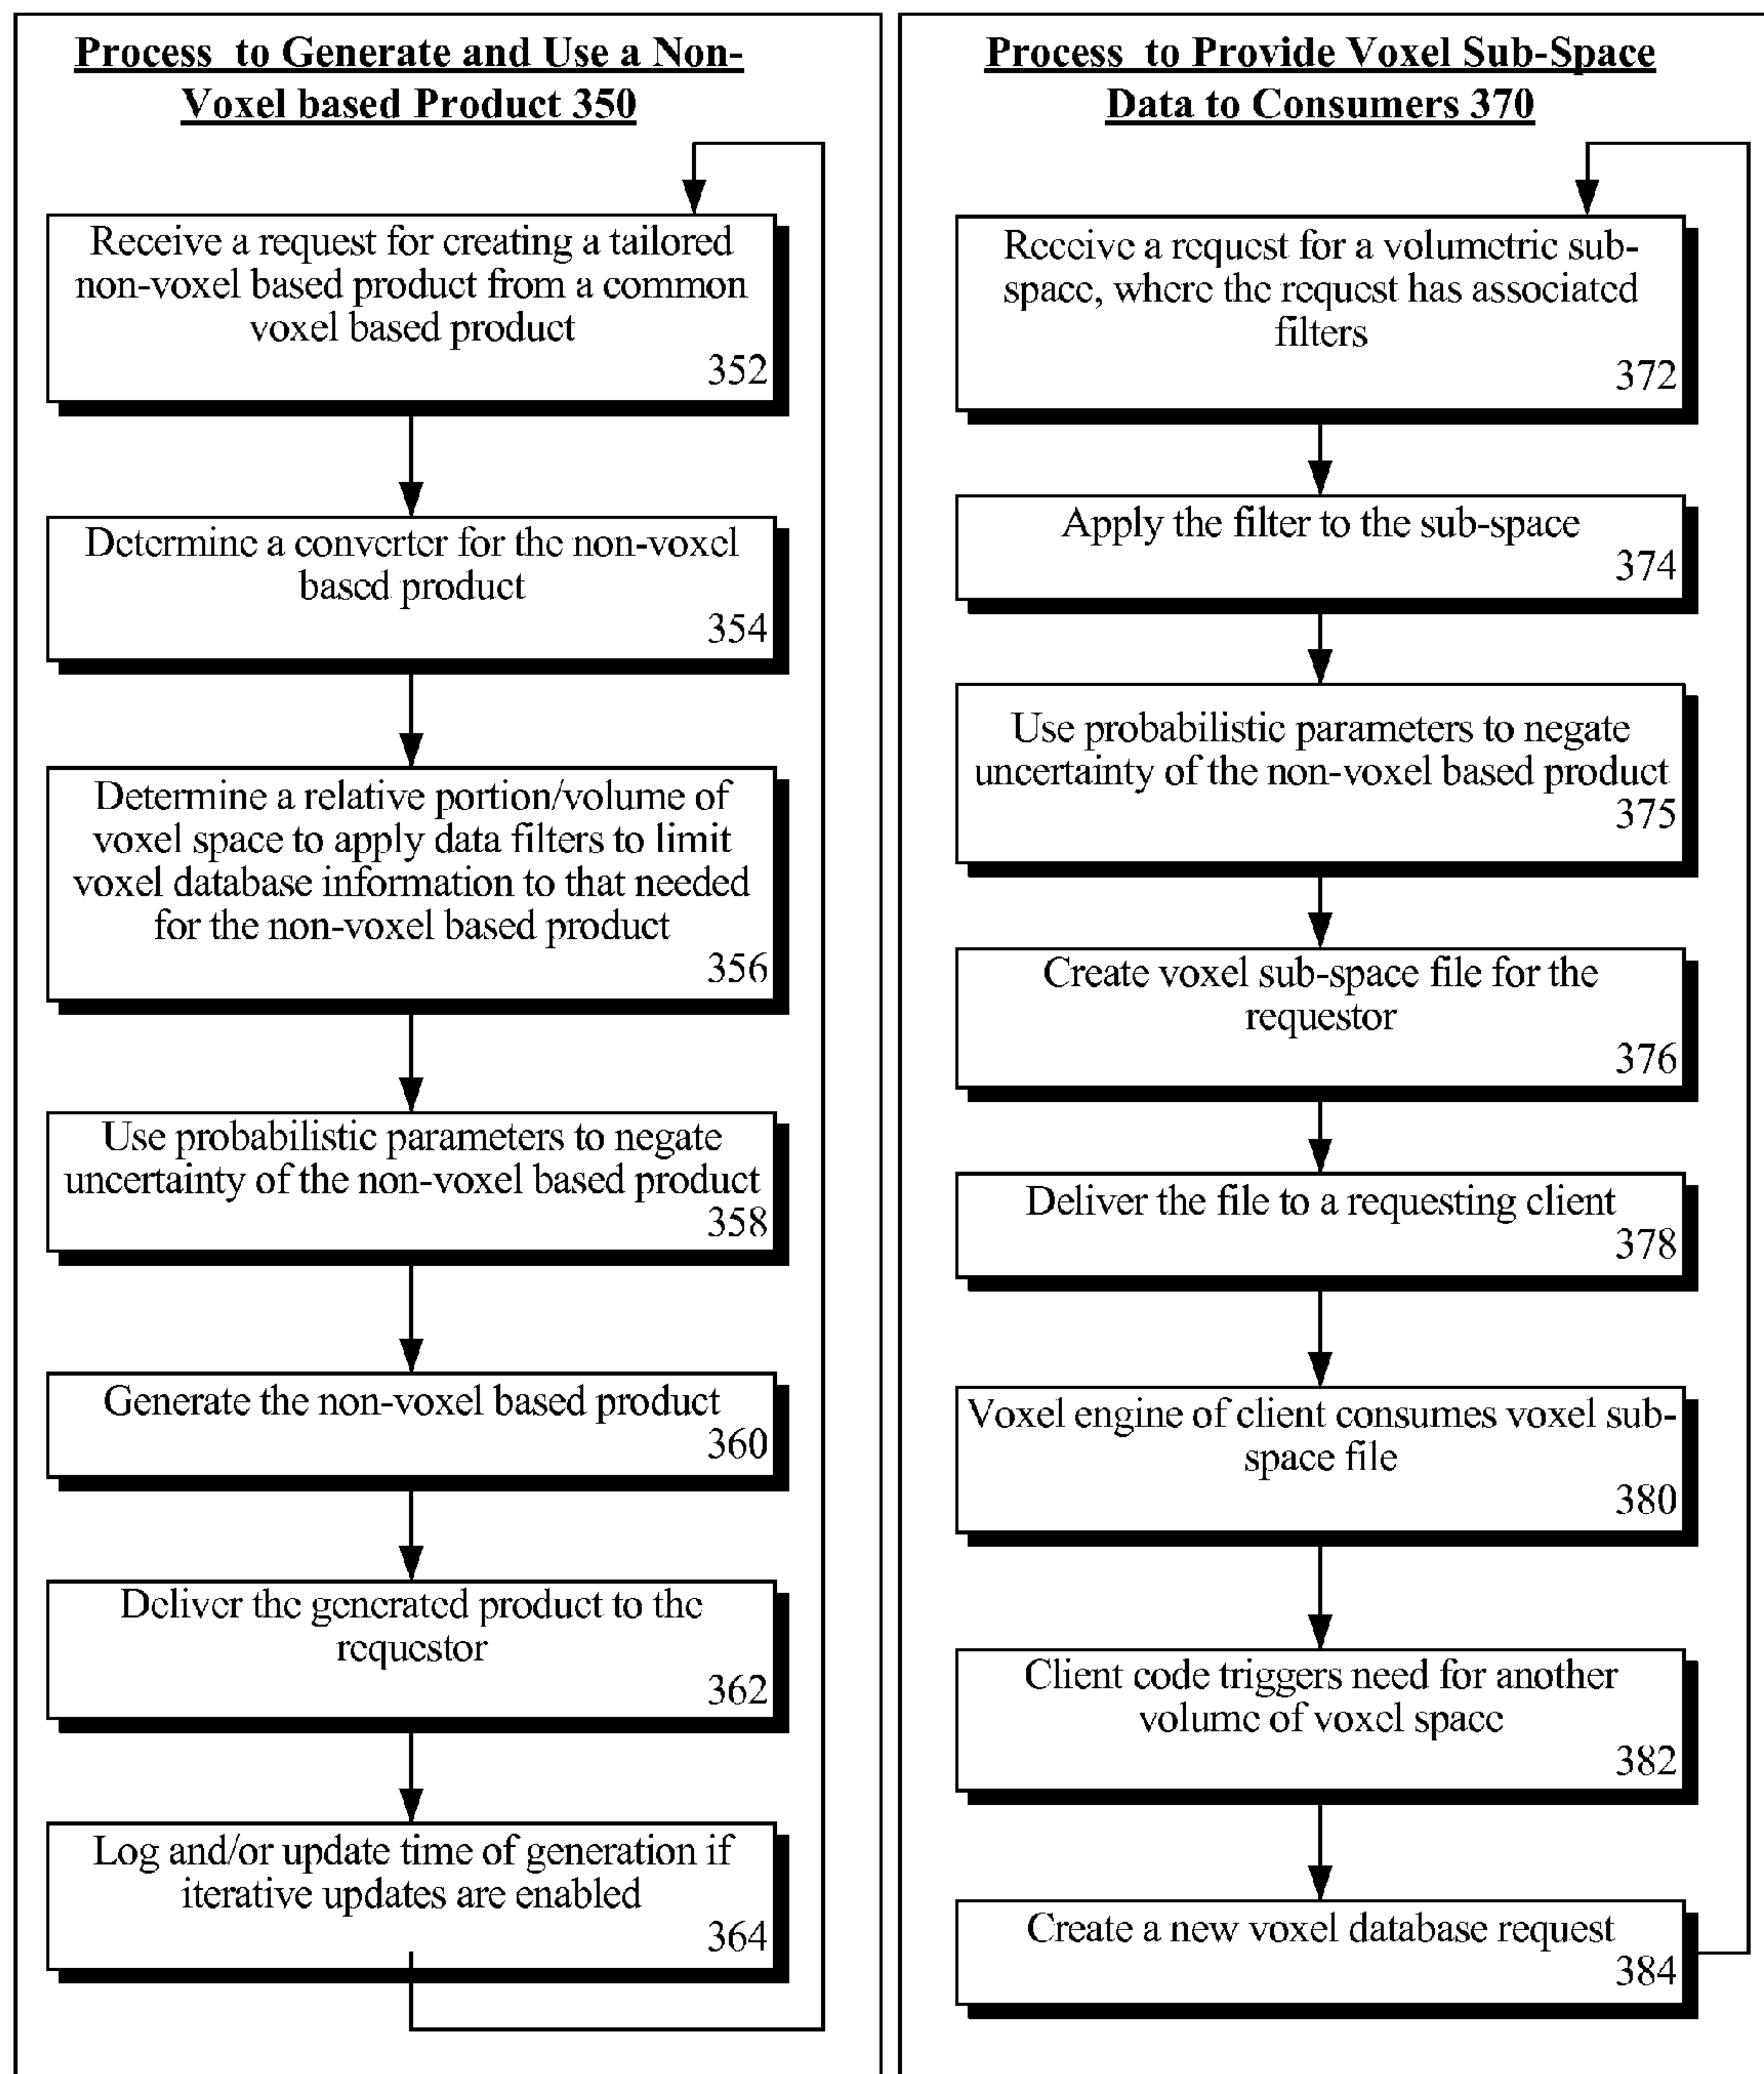 Process to Generate and Use a Non-
Voxel based Product 350
Receive a request for creating a tailored
non-voxel based product from a common
voxel based product
352
Determine a converter for the non-voxel
based product
354
Determine a relative portion/volume of
voxel space to apply data filters to limit
voxel database information to that needed
for the non-voxel based product
356
Use probabilistic parameters to negate
uncertainty of the non-voxel based product
358
Generate the non-voxel based product
360
Deliver the generated product to the
requestor
362
Log and/or update time of generation if
iterative updates are enabled
364
Process to Provide Voxel Sub-Space
Data to Consumers 370
Receive a request for a volumetric sub-
space, where the request has associated
filters
372
Apply the filter to the sub-space
374
Use probabilistic parameters to negate
uncertainty of the non-voxel based product
375
Create voxel sub-space file for the
requestor
376
Deliver the file to a requesting client
378
Voxel engine of client consumes voxel sub-
space file
380
Client code triggers need for another
volume of voxel space
382
Create a new voxel database request
384